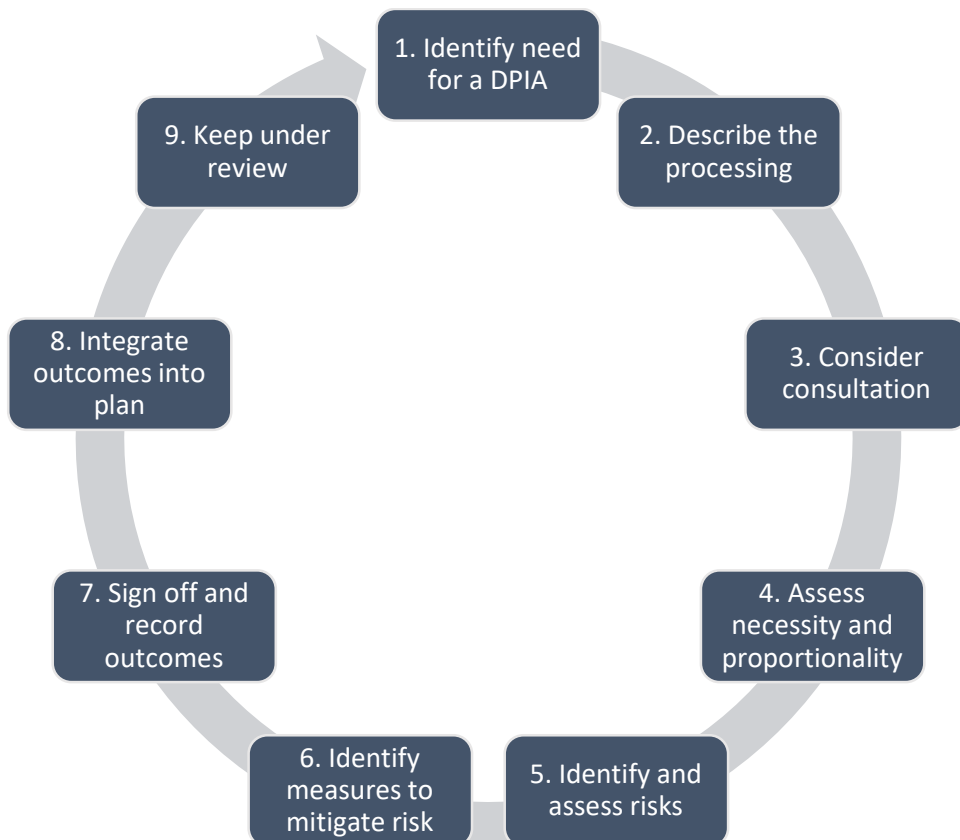 1. Identify need
for a DPIA
2. Describe the
processing
3. Consider
consultation
4. Assess
necessity and
proportionality
5. Identify and
assess risks
6. Identify
measures to
mitigate risk
7. Sign off and
record
outcomes
8. Integrate
outcomes into
plan
9. Keep under
review